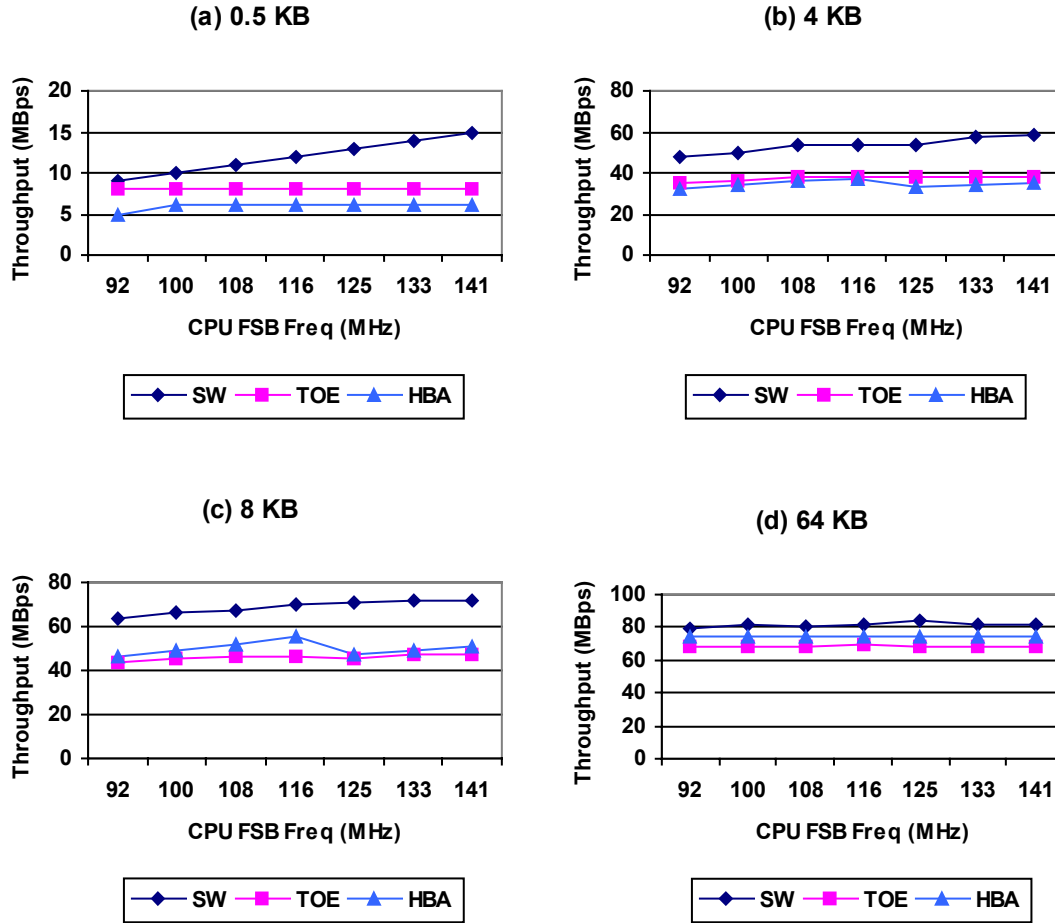 (a) 0.5 KB
Throughput (MBps)
20
15
10
5
0
92 100 108 116 125 133 141
CPU FSB Freq (MHz)
SW TOE HBA
(b) 4 KB
Throughput (MBps)
80
60
40
20
0
92 100 108 116 125 133 141
CPU FSB Freq (MHz)
SW TOE HBA
(c) 8 KB
Throughput (MBps)
80
60
40
20
0
92 100 108 116 125 133 141
CPU FSB Freq (MHz)
SW TOE HBA
(d) 64 KB
Throughput (MBps)
100
80
60
40
20
0
92 100 108 116 125 133 141
CPU FSB Freq (MHz)
SW TOE HBA